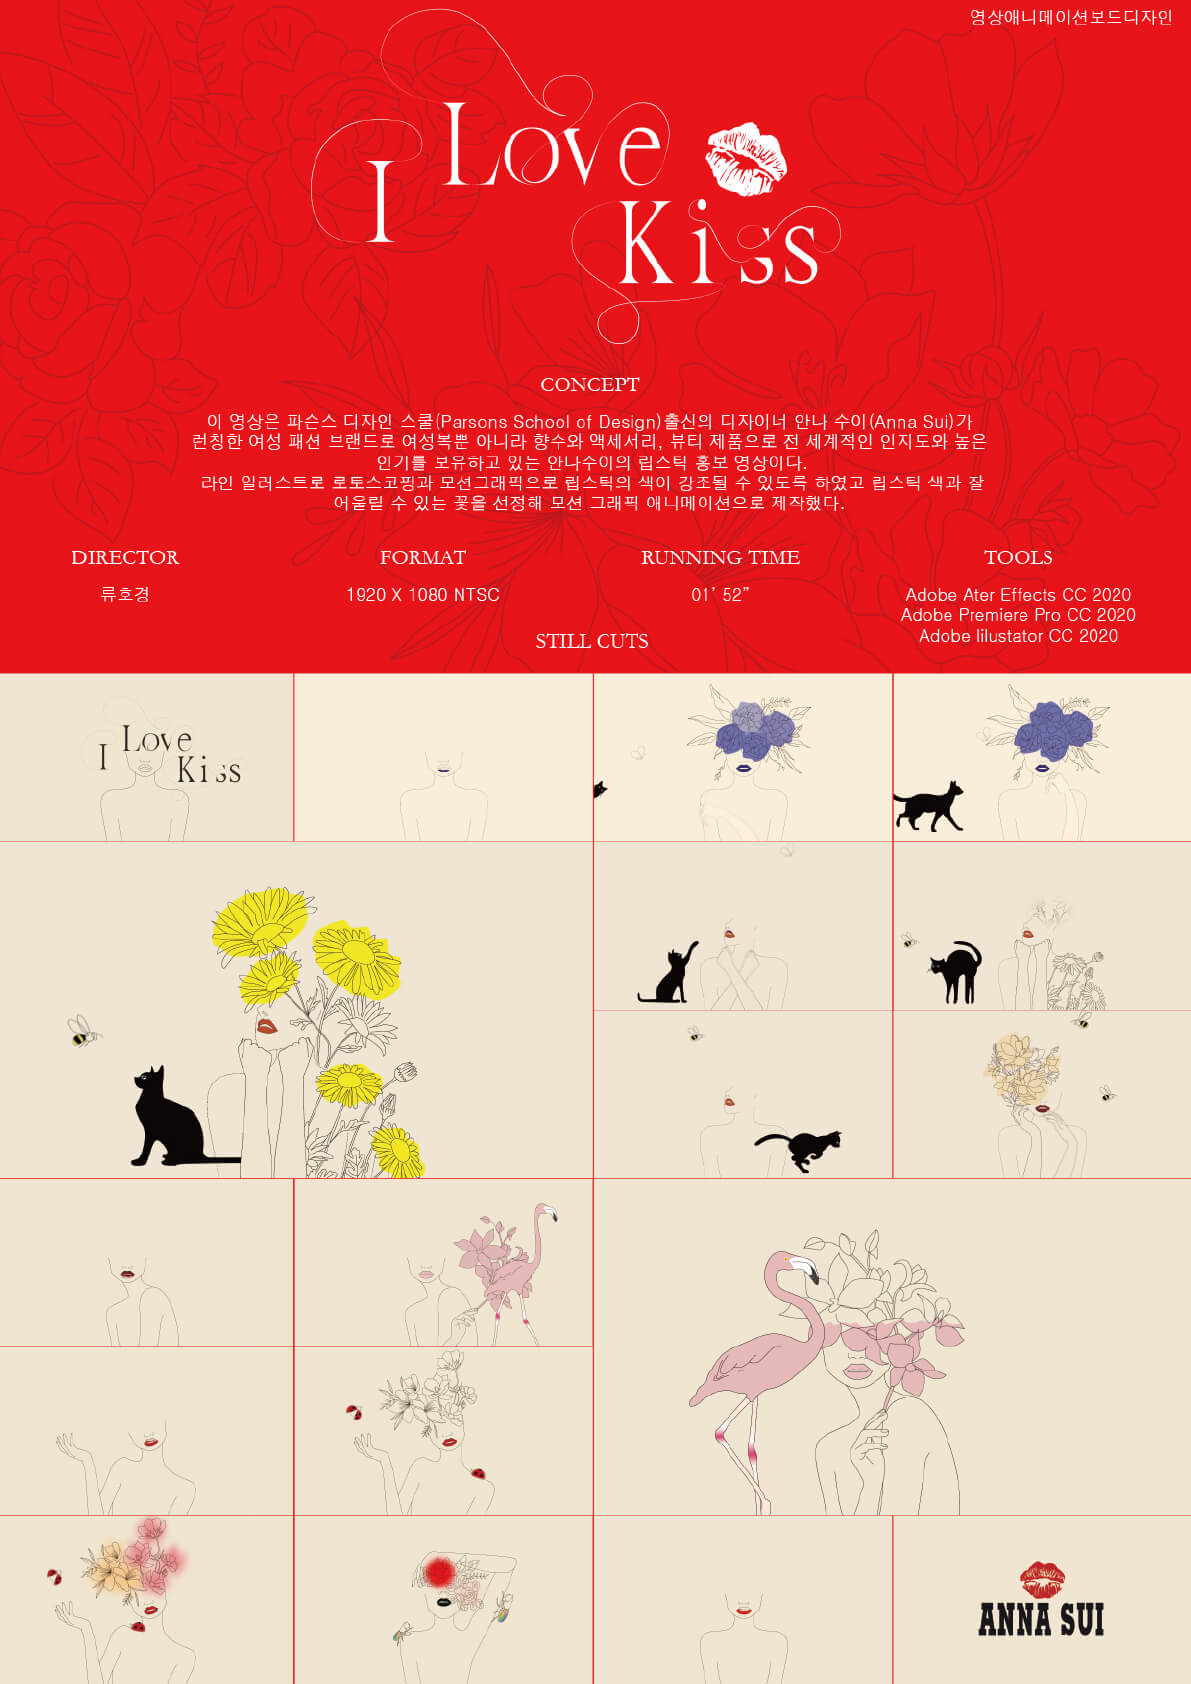 영상애니메이션보드디자인
I Love
Kiss
CONCEPT
이 영상은 파슨스 디자인 스쿨(Parsons School of Design)출신의 디자이너 안나 수이(Anna Sui)가
런칭한 여성 패션 브랜드로 여성복뿐 아니라 향수와 액세서리, 뷰티 제품으로 전 세계적인 인지도와 높은
인기를 보유하고 있는 안나수이의 립스틱 홍보 영상이다.
라인 일러스트로 로토스코핑과 모션그래픽으로 립스틱의 색이 강조될 수 있도록 하였고 립스틱 색과 잘
어울릴 수 있는 꽃을 선정해 모션 그래픽 애니메이션으로 제작했다.
DIRECTOR
류호경
FORMAT
1920 X 1080 NTSC
RUNNING TIME
01’ 52”
TOOLS
Adobe Ater Effects CC 2020
Adobe Premiere Pro CC 2020
Adobe lilustator CC 2020
STILL CUTS
I Love
Kiss
ANNA SUI